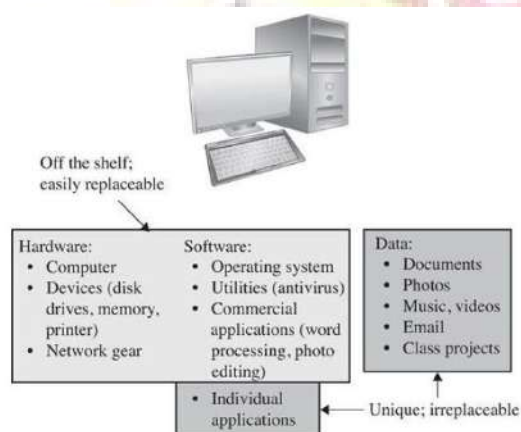 Off the shelf;
easily replaceable
Hardware:
• Computer
• Devices (disk
drives, memory,
printer)
• Network gear
Software:
• Operating system
• Utilities (antivirus)
• Commercial
applications (word
processing, photo
editing)
• Individual
applications
Data:
• Documents
• Photos
• Music, videos
• Email
• Class projects
Unique; irreplaceable